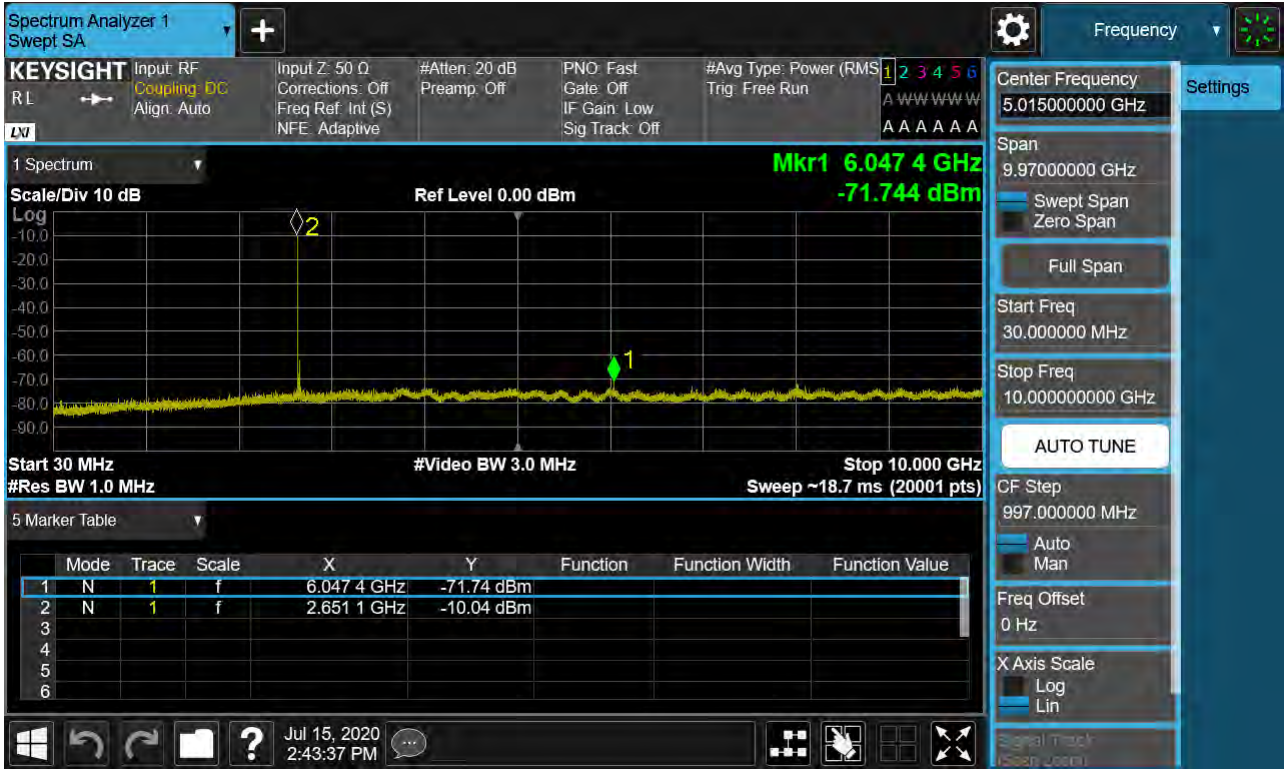 Spectrum Analyzer 1
Swept SA
+
Frequency
KEYSIGHT
RL
LXI
Input: RF
Coupling: DC
Align: Auto
Input Z: 50 Ω
Corrections: Off
Freq Ref: Int (S)
NFE: Adaptive
#Atten: 20 dB
Preamp: Off
PNO: Fast
Gate: Off
IF Gain: Low
Sig Track: Off
#Avg Type: Power (RMS
Trig: Free Run
1 2 3 4 5 6
A W W W W W
A A A A A A
1 Spectrum
Scale/Div 10 dB
Ref Level 0.00 dBm
Mkr1 6.047 4 GHz
-71.744 dBm
Log
-10.0
-20.0
-30.0
-40.0
-50.0
-60.0
-70.0
-80.0
-90.0
2
1
Start 30 MHz
#Res BW 1.0 MHz
#Video BW 3.0 MHz
Stop 10.000 GHz
Sweep ~18.7 ms (20001 pts)
5 Marker Table
Mode Trace Scale X Y Function Function Width Function Value
1 N 1 f 6.047 4 GHz -71.74 dBm
2 N 1 f 2.651 1 GHz -10.04 dBm
3
4
5
6
?
Jul 15, 2020
2:43:37 PM
Center Frequency
5.015000000 GHz
Settings
Span
9.97000000 GHz
Swept Span
Zero Span
Full Span
Start Freq
30.000000 MHz
Stop Freq
10.000000000 GHz
AUTO TUNE
CF Step
997.000000 MHz
Auto
Man
Freq Offset
0 Hz
X Axis Scale
Log
Lin
Signal Track
(Span Zoom)